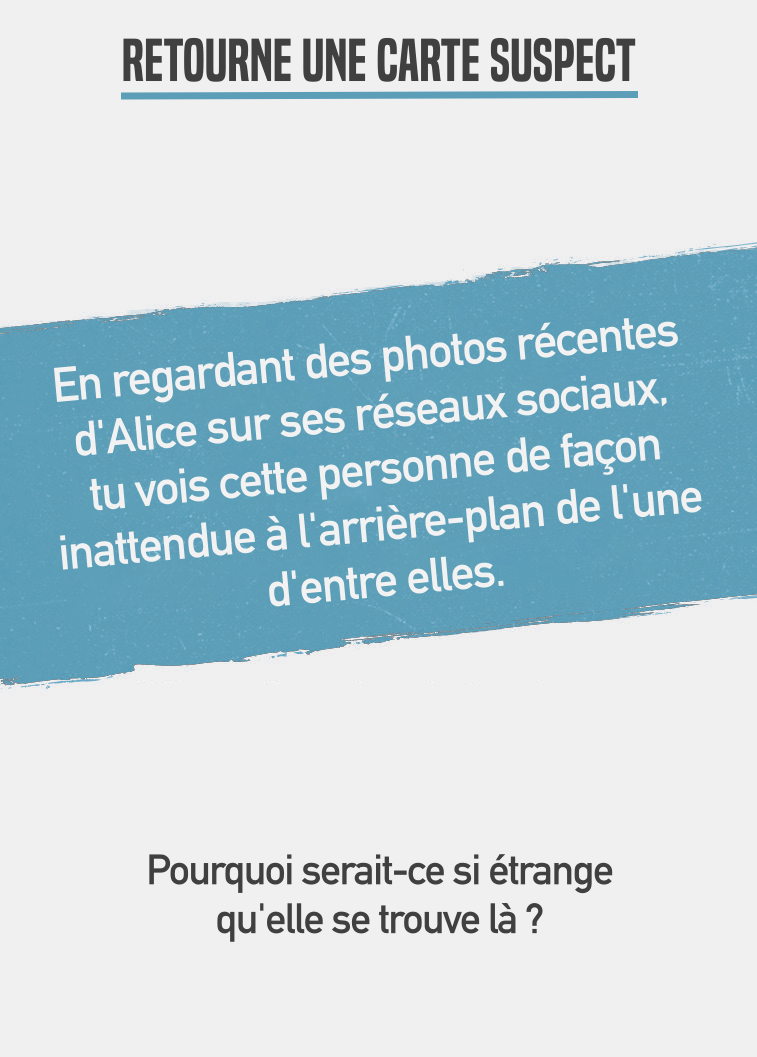 RETOURNE UNE CARTE SUSPECT
En regardant des photos récentes
d'Alice sur ses réseaux sociaux,
tu vois cette personne de façon
inattendue à l'arrière-plan de l'une
d'entre elles.
Pourquoi serait-ce si étrange
qu'elle se trouve là ?